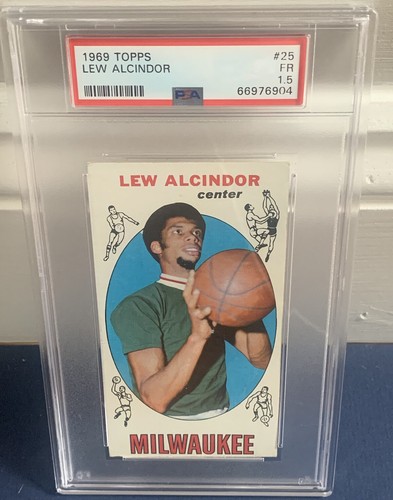 1969 TOPPS #25
LEW ALCINDOR FR
1.5
PSA 66976904
LEW ALCINDOR
center
MILWAUKEE